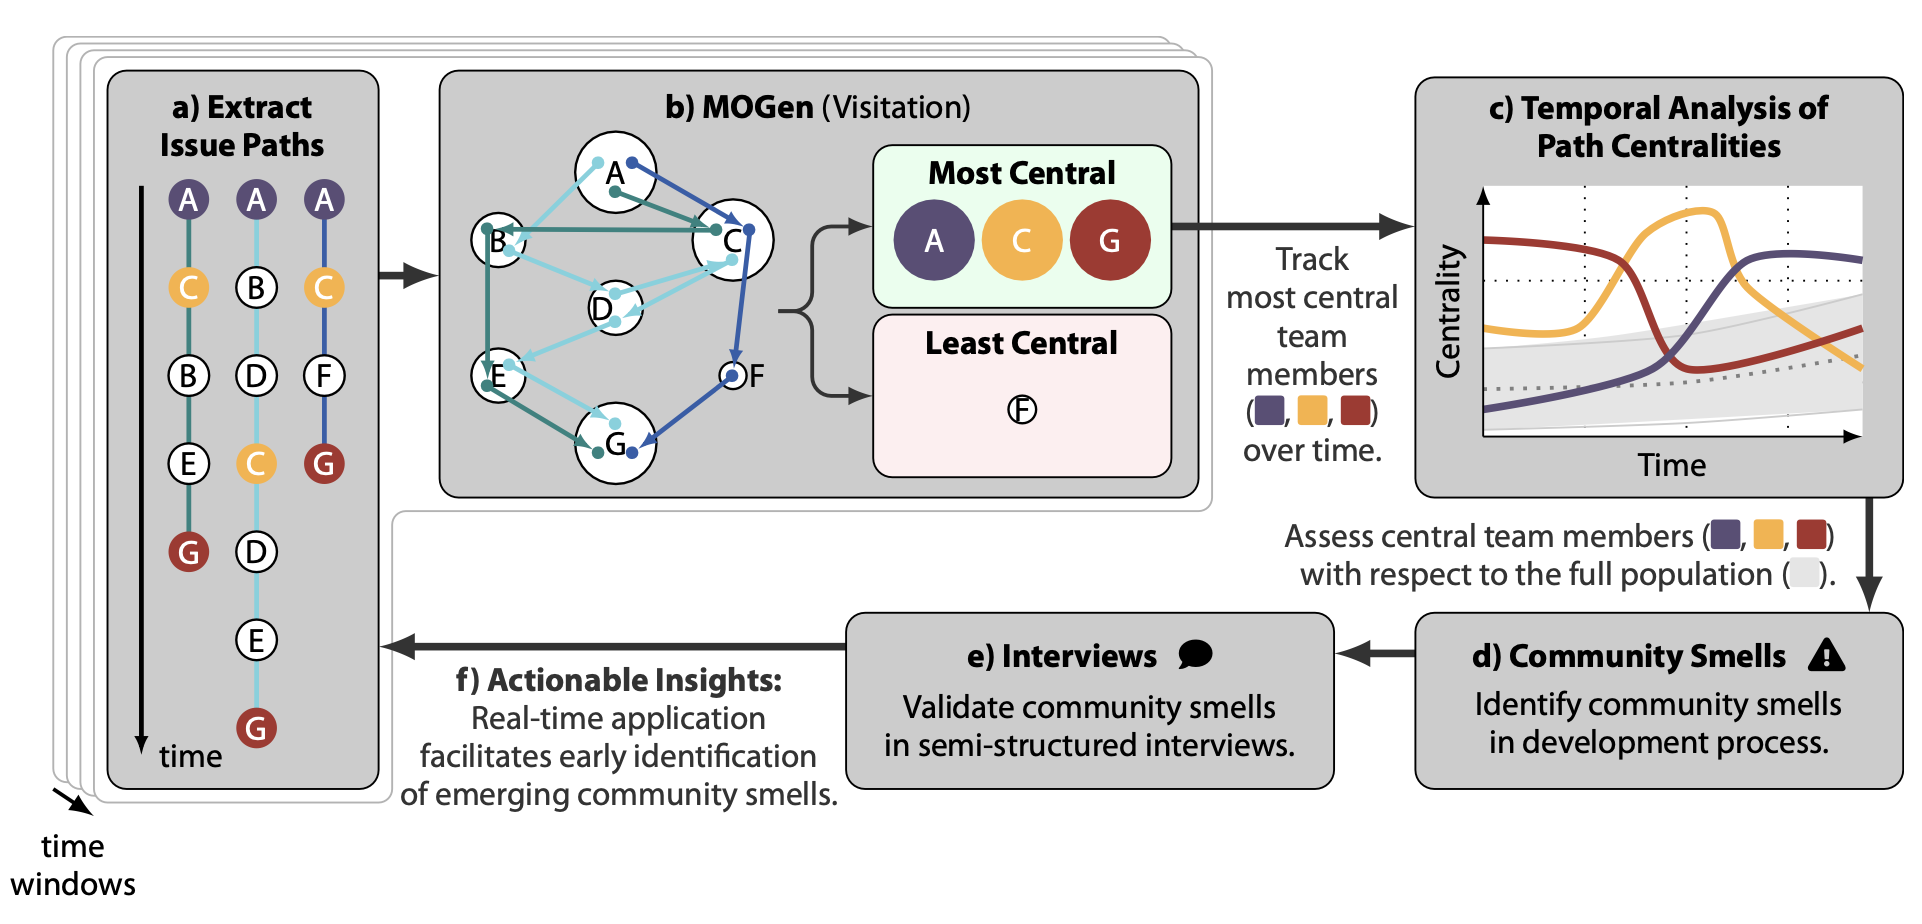 a) Extract
Issue Paths
A
C
B
E
G
A
B
D
C
D
E
G
A
C
F
G
time
time
windows
b) MOGen (Visitation)
A
B
C
D
E
F
G
Most Central
A C G
Least Central
F
Track
most central
team
members
( , , )
over time.
c) Temporal Analysis of
Path Centralities
Centrality
Time
Assess central team members ( , , )
with respect to the full population ( ).
d) Community Smells
Identify community smells
in development process.
e) Interviews
Validate community smells
in semi-structured interviews.
f) Actionable Insights:
Real-time application
facilitates early identification
of emerging community smells.